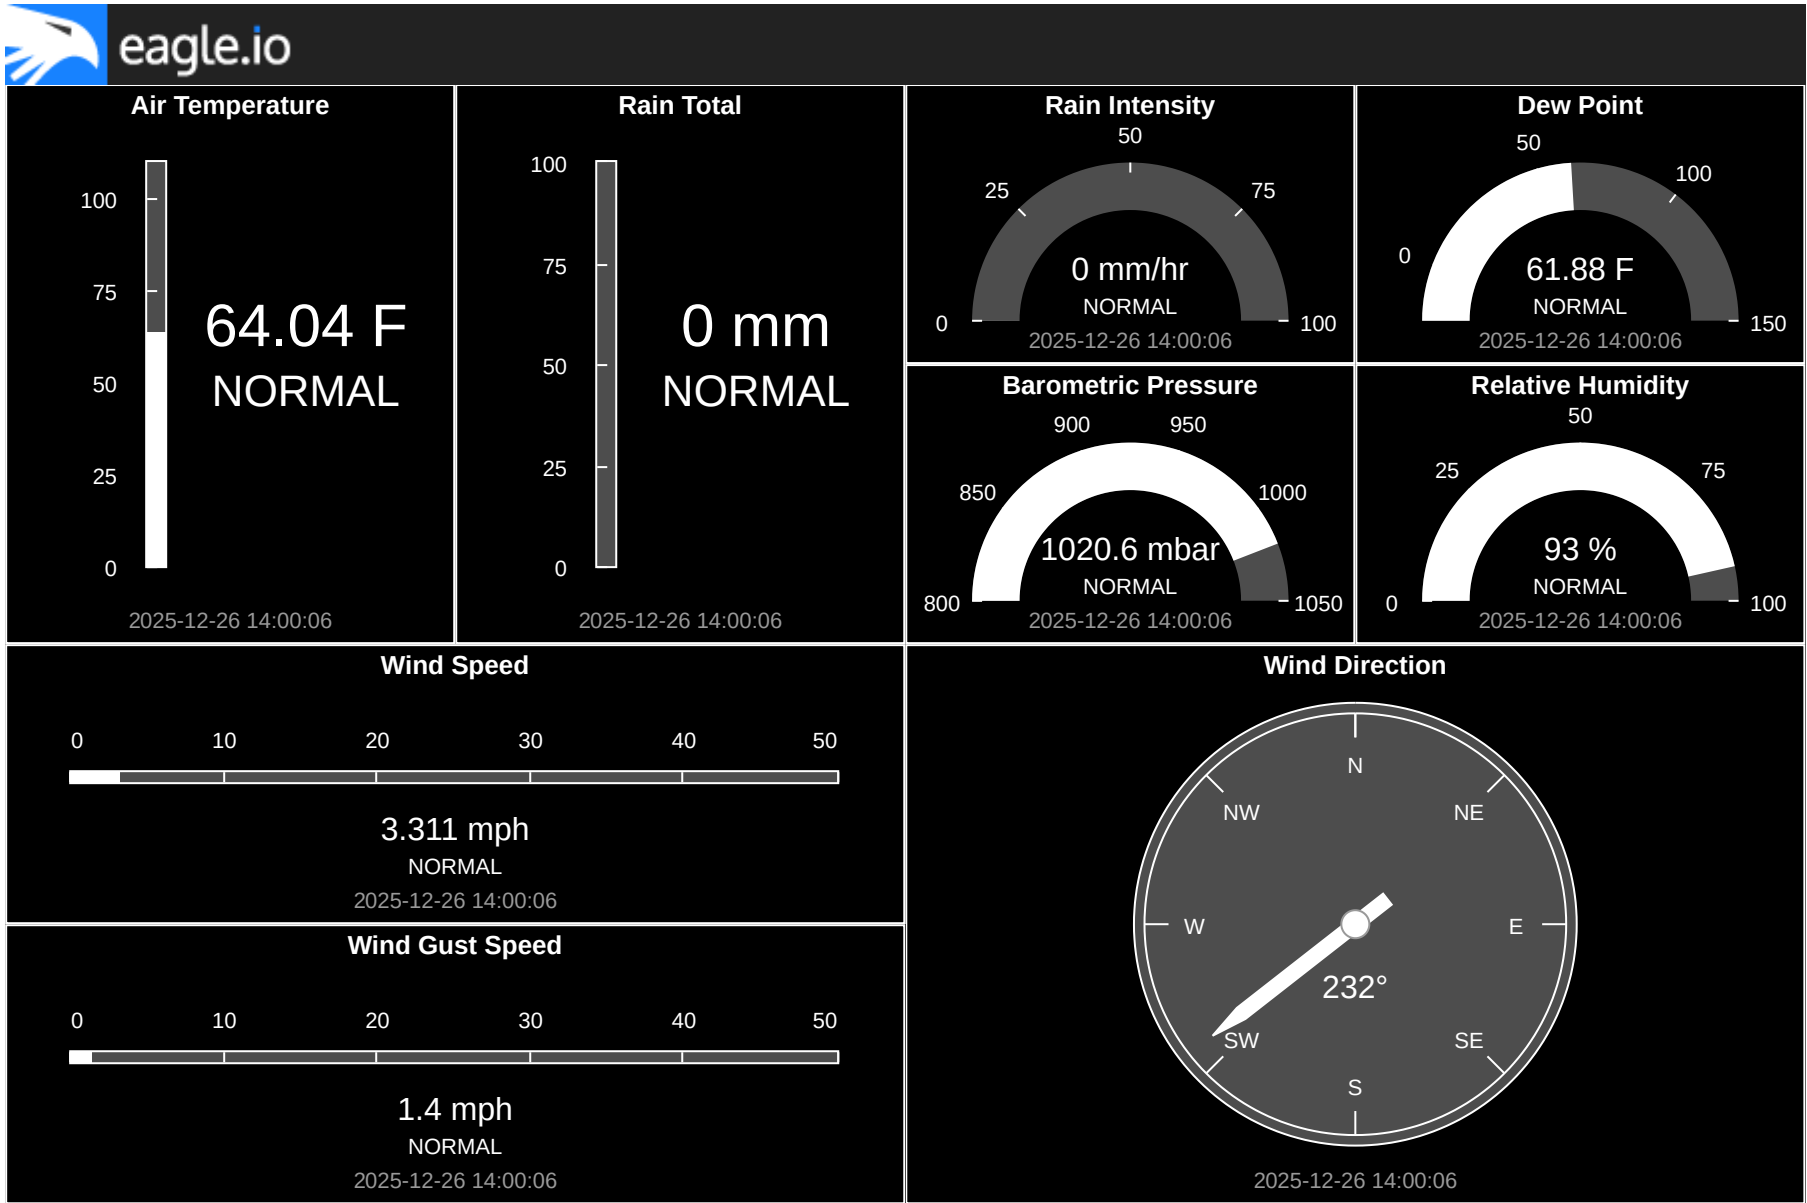 eagle.io
Air Temperature
100
75
50
25
0
64.04 F
NORMAL
2025-12-26 14:00:06
Rain Total
100
75
50
25
0
0 mm
NORMAL
2025-12-26 14:00:06
Rain Intensity
50
25
75
0
100
0 mm/hr
NORMAL
2025-12-26 14:00:06
Dew Point
50
100
0
150
61.88 F
NORMAL
2025-12-26 14:00:06
Barometric Pressure
900
950
850
1000
800
1050
1020.6 mbar
NORMAL
2025-12-26 14:00:06
Relative Humidity
50
25
75
0
100
93 %
NORMAL
2025-12-26 14:00:06
Wind Speed
0 10 20 30 40 50
3.311 mph
NORMAL
2025-12-26 14:00:06
Wind Gust Speed
0 10 20 30 40 50
1.4 mph
NORMAL
2025-12-26 14:00:06
Wind Direction
N
NW NE
W E
232°
SW SE
S
2025-12-26 14:00:06